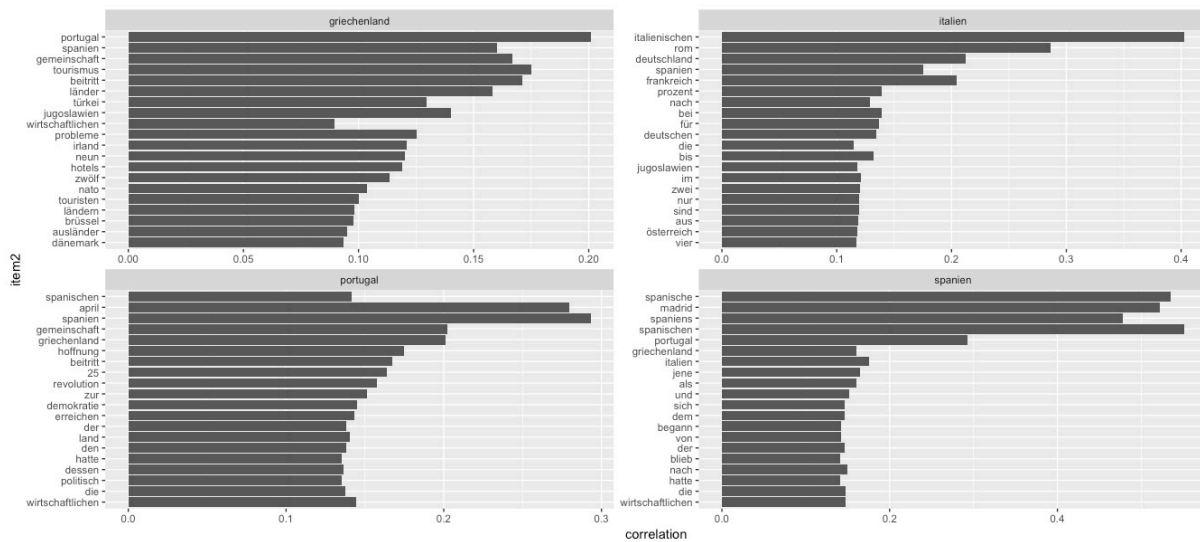 griechenland
portugal
spanien
gemeinschaft
tourismus
beitritt
länder
türkei
jugoslawien
wirtschaftlichen
probleme
irland
neun
hotels
zwölf
nato
touristen
ländern
brüssel
ausländer
dänemark
0.00 0.05 0.10 0.15 0.20
italien
italienischen
rom
deutschland
spanien
frankreich
prozent
nach
bei
für
deutschen
die
bis
jugoslawien
im
zwei
nur
sind
aus
österreich
vier
0.0 0.1 0.2 0.3 0.4
item2
portugal
spanischen
april
spanien
gemeinschaft
griechenland
hoffnung
beitritt
25
revolution
zur
demokratie
erreichen
der
land
den
hatte
dessen
politisch
die
wirtschaftlichen
0.0 0.1 0.2 0.3
spanien
spanische
madrid
spaniens
spanischen
portugal
griechenland
italien
jene
als
und
sich
dem
begann
von
der
blieb
nach
hatte
die
wirtschaftlichen
0.0 0.2 0.4
correlation